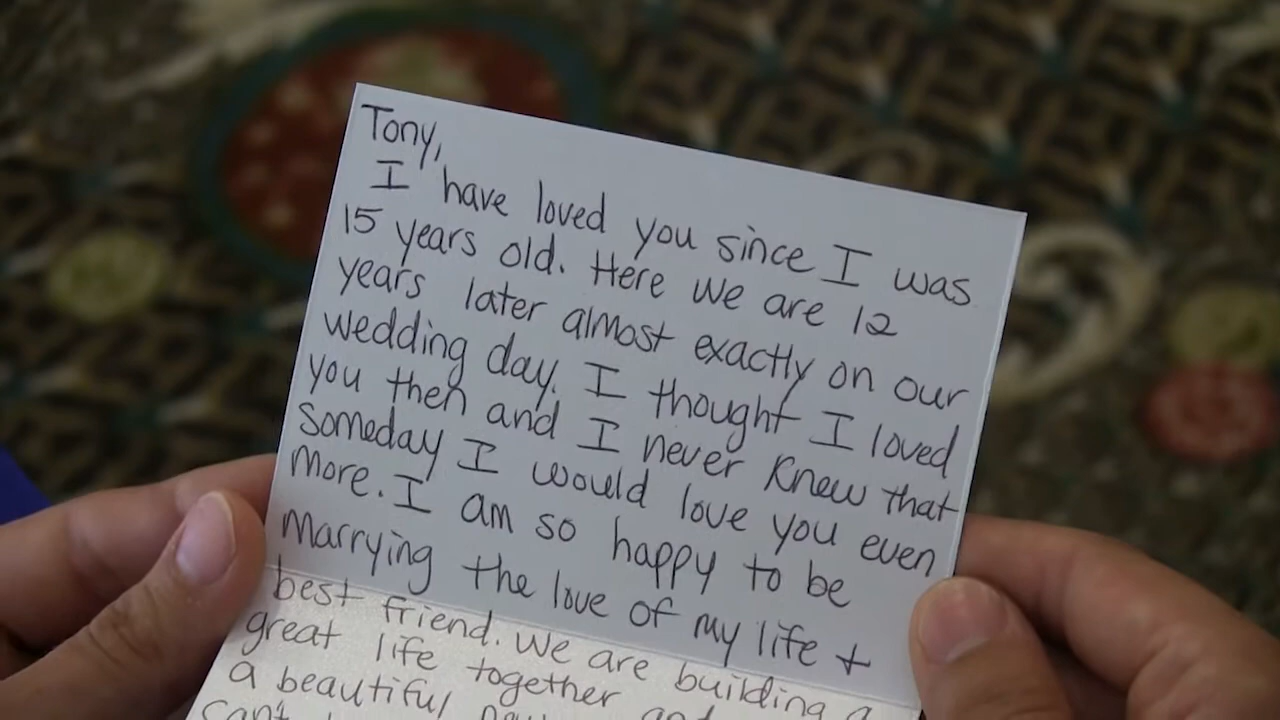 Tony,
I have loved you since I was
15 years old. Here we are 12
years later almost exactly on our
wedding day. I thought I loved
you then and I never knew that
someday I would love you even
more. I am so happy to be
marrying the love of my life +
best friend. We are building a
great life together and
a beautiful
can't